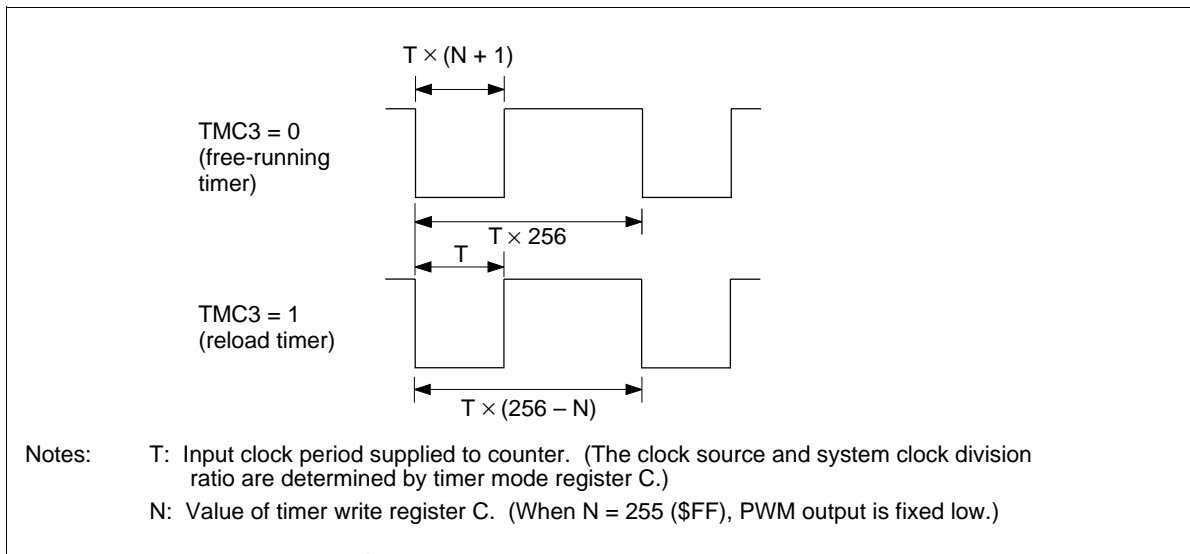 T × (N + 1)
TMC3 = 0
(free-running
timer)
T × 256
T
TMC3 = 1
(reload timer)
T × (256 – N)
Notes: T: Input clock period supplied to counter. (The clock source and system clock division
ratio are determined by timer mode register C.)
N: Value of timer write register C. (When N = 255 ($FF), PWM output is fixed low.)